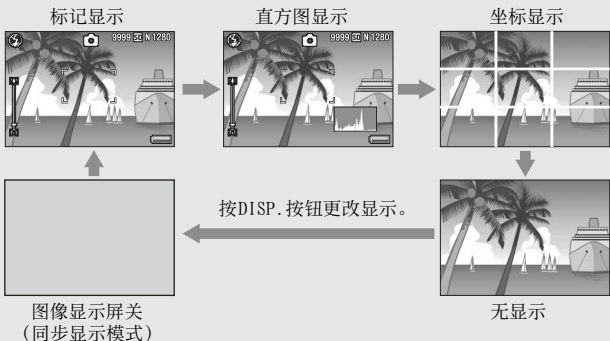 标记显示
直方图显示
坐标显示
9999 N1280
9999 N1280
按DISP.按钮更改显示。
图像显示屏关
(同步显示模式)
无显示